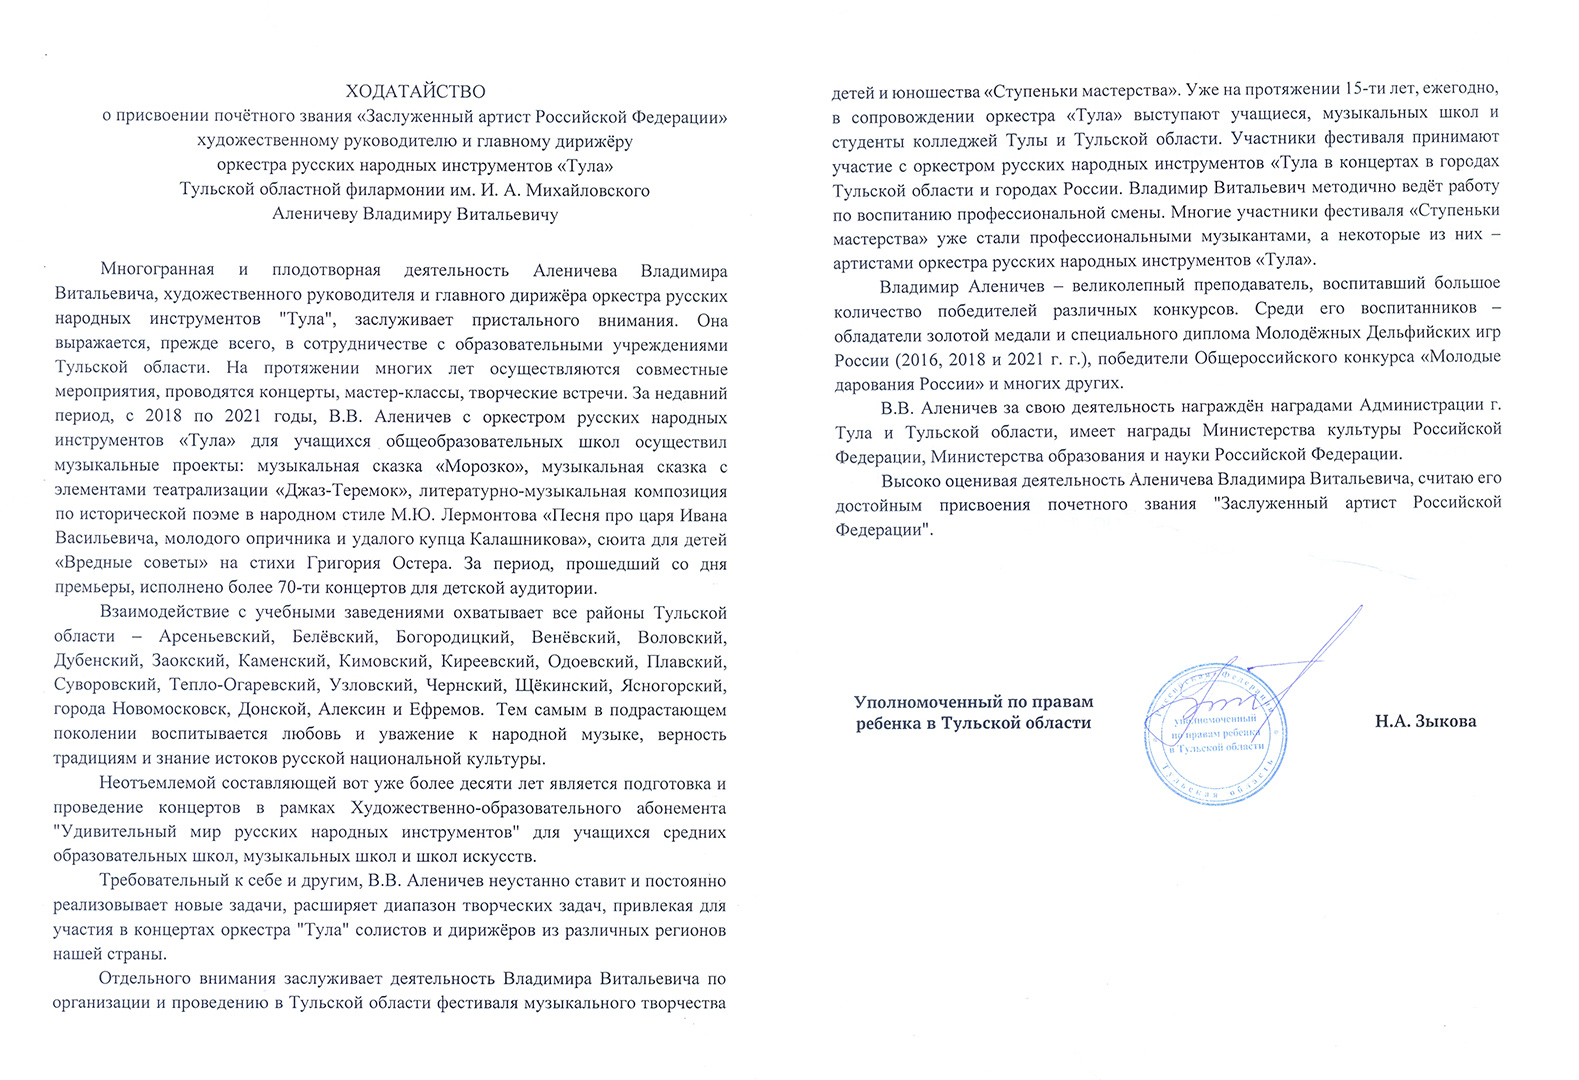 ХОДАТАЙСТВО
о присвоении почётного звания «Заслуженный артист Российской Федерации»
художественному руководителю и главному дирижёру
оркестра русских народных инструментов «Тула»
Тульской областной филармонии им. И. А. Михайловского
Аленичеву Владимиру Витальевичу
Многогранная и плодотворная деятельность Аленичева Владимира
Витальевича, художественного руководителя и главного дирижёра оркестра русских
народных инструментов "Тула", заслуживает пристального внимания. Она
выражается, прежде всего, в сотрудничестве с образовательными учреждениями
Тульской области. На протяжении многих лет осуществляются совместные
мероприятия, проводятся концерты, мастер-классы, творческие встречи. За недавний
период, с 2018 по 2021 годы, В.В. Аленичев с оркестром русских народных
инструментов «Тула» для учащихся общеобразовательных школ осуществил
музыкальные проекты: музыкальная сказка «Морозко», музыкальная сказка с
элементами театрализации «Джаз-Теремок», литературно-музыкальная композиция
по исторической поэме в народном стиле М.Ю. Лермонтова «Песня про царя Ивана
Васильевича, молодого опричника и удалого купца Калашникова», сюита для детей
«Вредные советы» на стихи Григория Остера. За период, прошедший со дня
премьеры, исполнено более 70-ти концертов для детской аудитории.
Взаимодействие с учебными заведениями охватывает все районы Тульской
области – Арсеньевский, Белёвский, Богородицкий, Венёвский, Воловский,
Дубенский, Заокский, Каменский, Кимовский, Киреевский, Одоевский, Плавский,
Суворовский, Тепло-Огаревский, Узловский, Чернский, Щёкинский, Ясногорский,
города Новомосковск, Донской, Алексин и Ефремов. Тем самым в подрастающем
поколении воспитывается любовь и уважение к народной музыке, верность
традициям и знание истоков русской национальной культуры.
Неотъемлемой составляющей вот уже более десяти лет является подготовка и
проведение концертов в рамках Художественно-образовательного абонемента
"Удивительный мир русских народных инструментов" для учащихся средних
образовательных школ, музыкальных школ и школ искусств.
Требовательный к себе и другим, В.В. Аленичев неустанно ставит и постоянно
реализовывает новые задачи, расширяет диапазон творческих задач, привлекая для
участия в концертах оркестра "Тула" солистов и дирижёров из различных регионов
нашей страны.
Отдельного внимания заслуживает деятельность Владимира Витальевича по
организации и проведению в Тульской области фестиваля музыкального творчества
детей и юношества «Ступеньки мастерства». Уже на протяжении 15-ти лет, ежегодно,
в сопровождении оркестра «Тула» выступают учащиеся, музыкальных школ и
студенты колледжей Тулы и Тульской области. Участники фестиваля принимают
участие с оркестром русских народных инструментов «Тула в концертах в городах
Тульской области и городах России. Владимир Витальевич методично ведёт работу
по воспитанию профессиональной смены. Многие участники фестиваля «Ступеньки
мастерства» уже стали профессиональными музыкантами, а некоторые из них –
артистами оркестра русских народных инструментов «Тула».
Владимир Аленичев – великолепный преподаватель, воспитавший большое
количество победителей различных конкурсов. Среди его воспитанников –
обладатели золотой медали и специального диплома Молодёжных Дельфийских игр
России (2016, 2018 и 2021 г. г.), победители Общероссийского конкурса «Молодые
дарования России» и многих других.
В.В. Аленичев за свою деятельность награждён наградами Администрации г.
Тула и Тульской области, имеет награды Министерства культуры Российской
Федерации, Министерства образования и науки Российской Федерации.
Высоко оценивая деятельность Аленичева Владимира Витальевича, считаю его
достойным присвоения почетного звания "Заслуженный артист Российской
Федерации".
Уполномоченный по правам
ребенка в Тульской области
Российская Федерация
уполномоченный
по правам ребенка
в Тульской области
Тульская область
Н.А. Зыкова